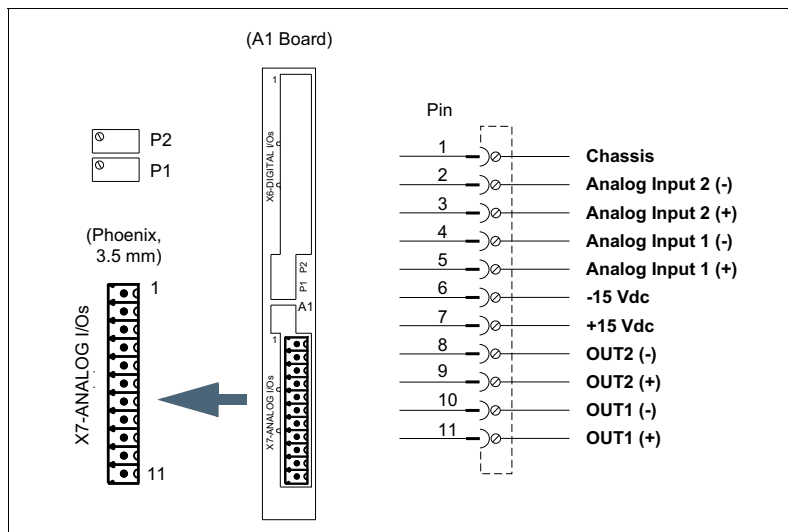 (A1 Board)
1
X6-DIGITAL I/Os
P1 P2
A1
1
X7-ANALOG I/Os
P2
P1
(Phoenix,
3.5 mm)
X7-ANALOG I/Os
1
11
Pin
1 Chassis
2 Analog Input 2 (-)
3 Analog Input 2 (+)
4 Analog Input 1 (-)
5 Analog Input 1 (+)
6 -15 Vdc
7 +15 Vdc
8 OUT2 (-)
9 OUT2 (+)
10 OUT1 (-)
11 OUT1 (+)